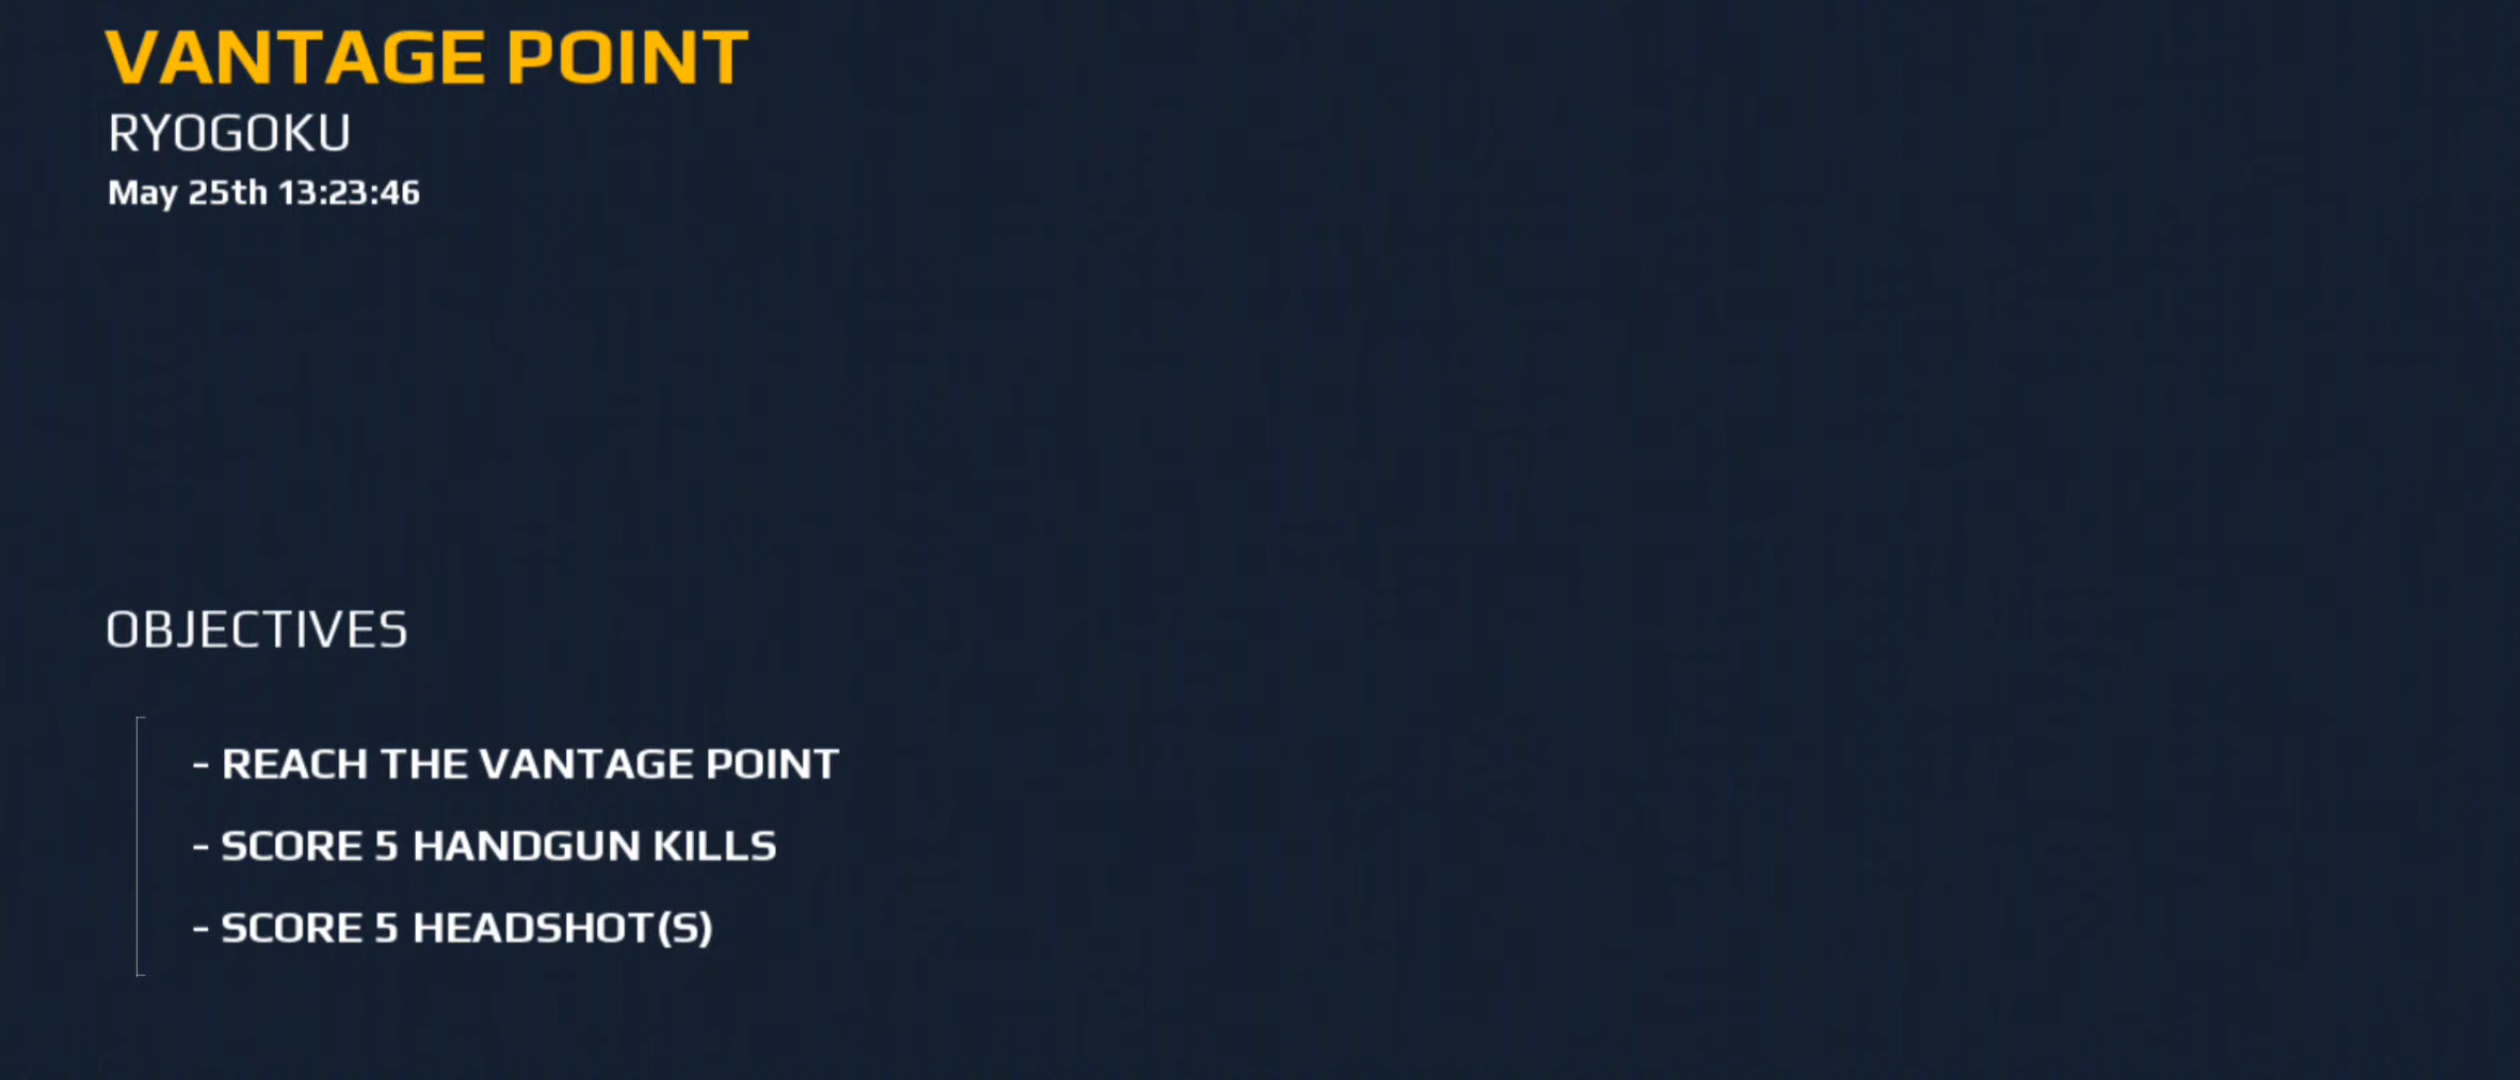 VANTAGE POINT
RYOGOKU
May 25th 13:23:46
OBJECTIVES
- REACH THE VANTAGE POINT
- SCORE 5 HANDGUN KILLS
- SCORE 5 HEADSHOT(S)